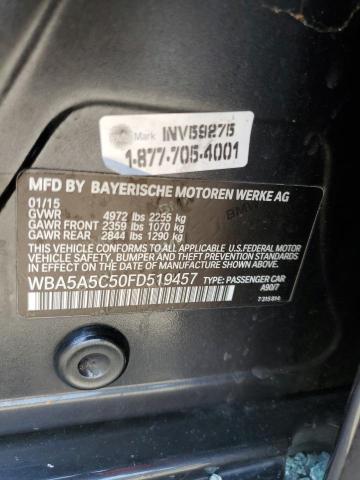 Mark INV59275
1-877-705-4001
MFD BY BAYERISCHE MOTOREN WERKE AG
01/15
GVWR 4972 lbs 2255 kg
GAWR FRONT 2359 lbs 1070 kg
GAWR REAR 2844 lbs 1290 kg
THIS VEHICLE CONFORMS TO ALL APPLICABLE
U.S.FEDERAL MOTOR
VEHICLE SAFETY, BUMPER AND THEFT PREVENTION
STANDARDS IN EFFECT ON THE DATE OF
MANUFACTURE SHOWN ABOVE.
WBA5A5C50FD519457 TYPE: PASSENGER CAR
A90/7